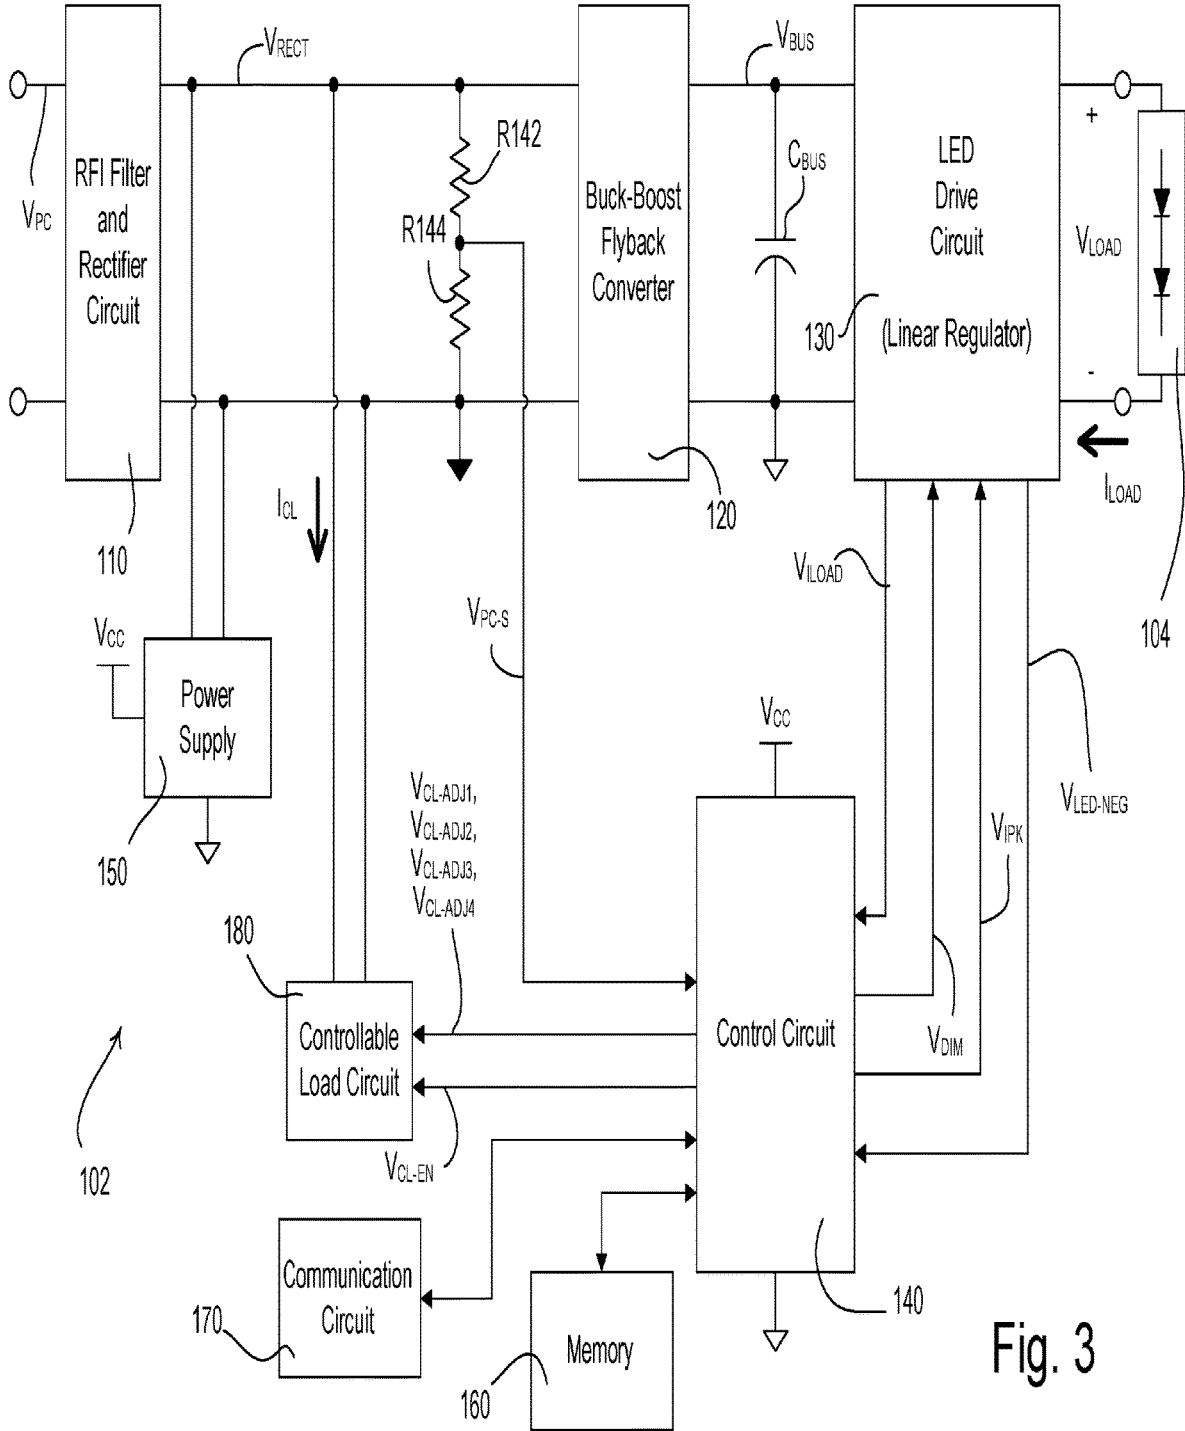 VRECT
VBUS
VPC
RFI Filter
and
Rectifier
Circuit
R142
R144
Buck-Boost
Flyback
Converter
CBUS
LED
Drive
Circuit
(Linear Regulator)
130
+
VLOAD
-
ILOAD
104
110
ICL
120
VCC
Power
Supply
150
VPC-S
VILOAD
VCC
VLED-NEG
VIPK
VDIM
VCL-ADJ1,
VCL-ADJ2,
VCL-ADJ3,
VCL-ADJ4
180
Controllable
Load Circuit
Control Circuit
VCL-EN
102
Communication
Circuit
170
Memory
160
140
Fig. 3